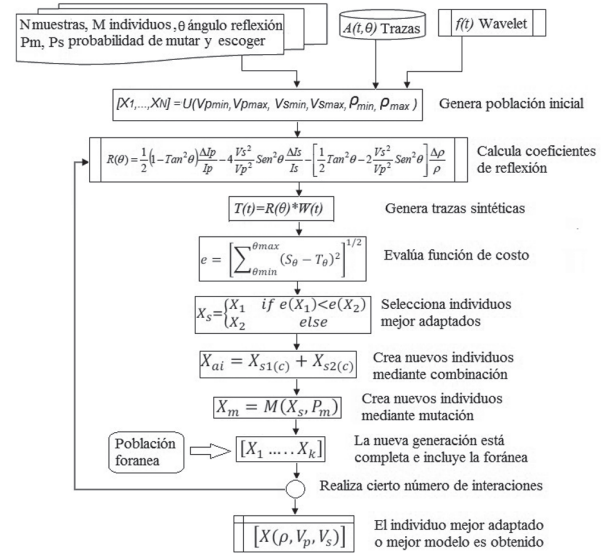 N muestras, M individuos, θ ángulo reflexión
Pm, Ps probabilidad de mutar y escoger
A(t,θ) Trazas
f(t) Wavelet
[X1,...,XN] = U(Vpmin,Vpmax, Vsmin,Vsmax, ρmin, ρmax )
Genera población inicial
R(θ) = 1/2 (1−Tan²θ) ΔIp/Ip − 4 Vs²/Vp² Sen²θ ΔIs/Is − [1/2 Tan²θ − 2 Vs²/Vp² Sen²θ] Δρ/ρ
Calcula coeficientes
de reflexión
T(t)=R(θ)*W(t)
Genera trazas sintéticas
e = [∑θmin^θmax (Sθ − Tθ)²]^1/2
Evalúa función de costo
Xs={X1 if e(X1)<e(X2)
X2 else
Selecciona individuos
mejor adaptados
Xai = Xs1(c) + Xs2(c)
Crea nuevos individuos
mediante combinación
Xm = M(Xs, Pm)
Crea nuevos individuos
mediante mutación
Población
foranea
[X1 ..... Xk]
La nueva generación está
completa e incluye la foránea
Realiza cierto número de interaciones
[X(ρ, Vp, Vs)]
El individuo mejor adaptado
o mejor modelo es obtenido